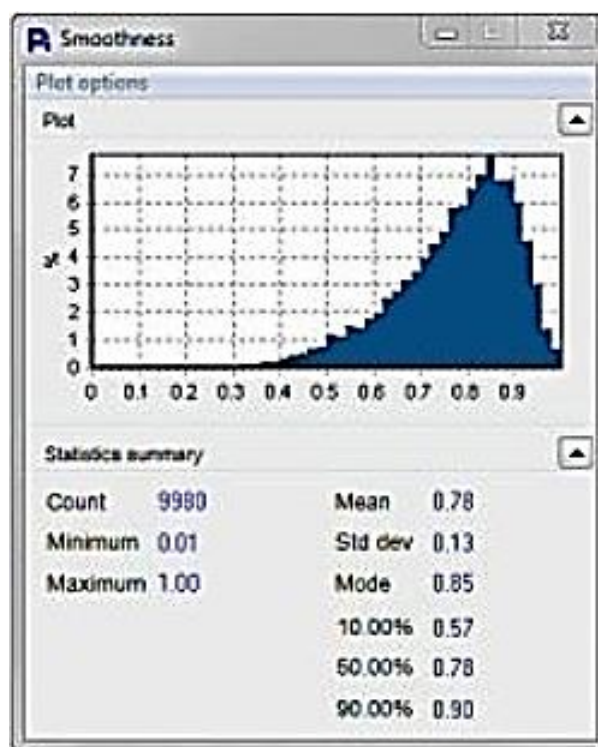 Smoothness
Plot options
Plot
7
6
5
4
3
2
1
0
%
0 0.1 0.2 0.3 0.4 0.5 0.6 0.7 0.8 0.9
Statistics summary
Count 9980 Mean 0.78
Minimum 0.01 Std dev 0.13
Maximum 1.00 Mode 0.85
10.00% 0.57
50.00% 0.78
90.00% 0.90